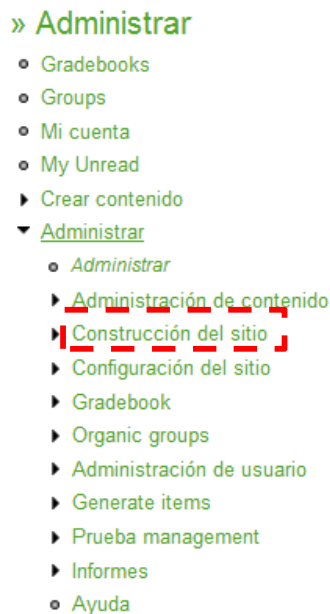 » Administrar
Gradebooks
Groups
Mi cuenta
My Unread
Crear contenido
Administrar
Administrar
Administración de contenido
Construcción del sitio
Configuración del sitio
Gradebook
Organic groups
Administración de usuario
Generate items
Prueba management
Informes
Ayuda